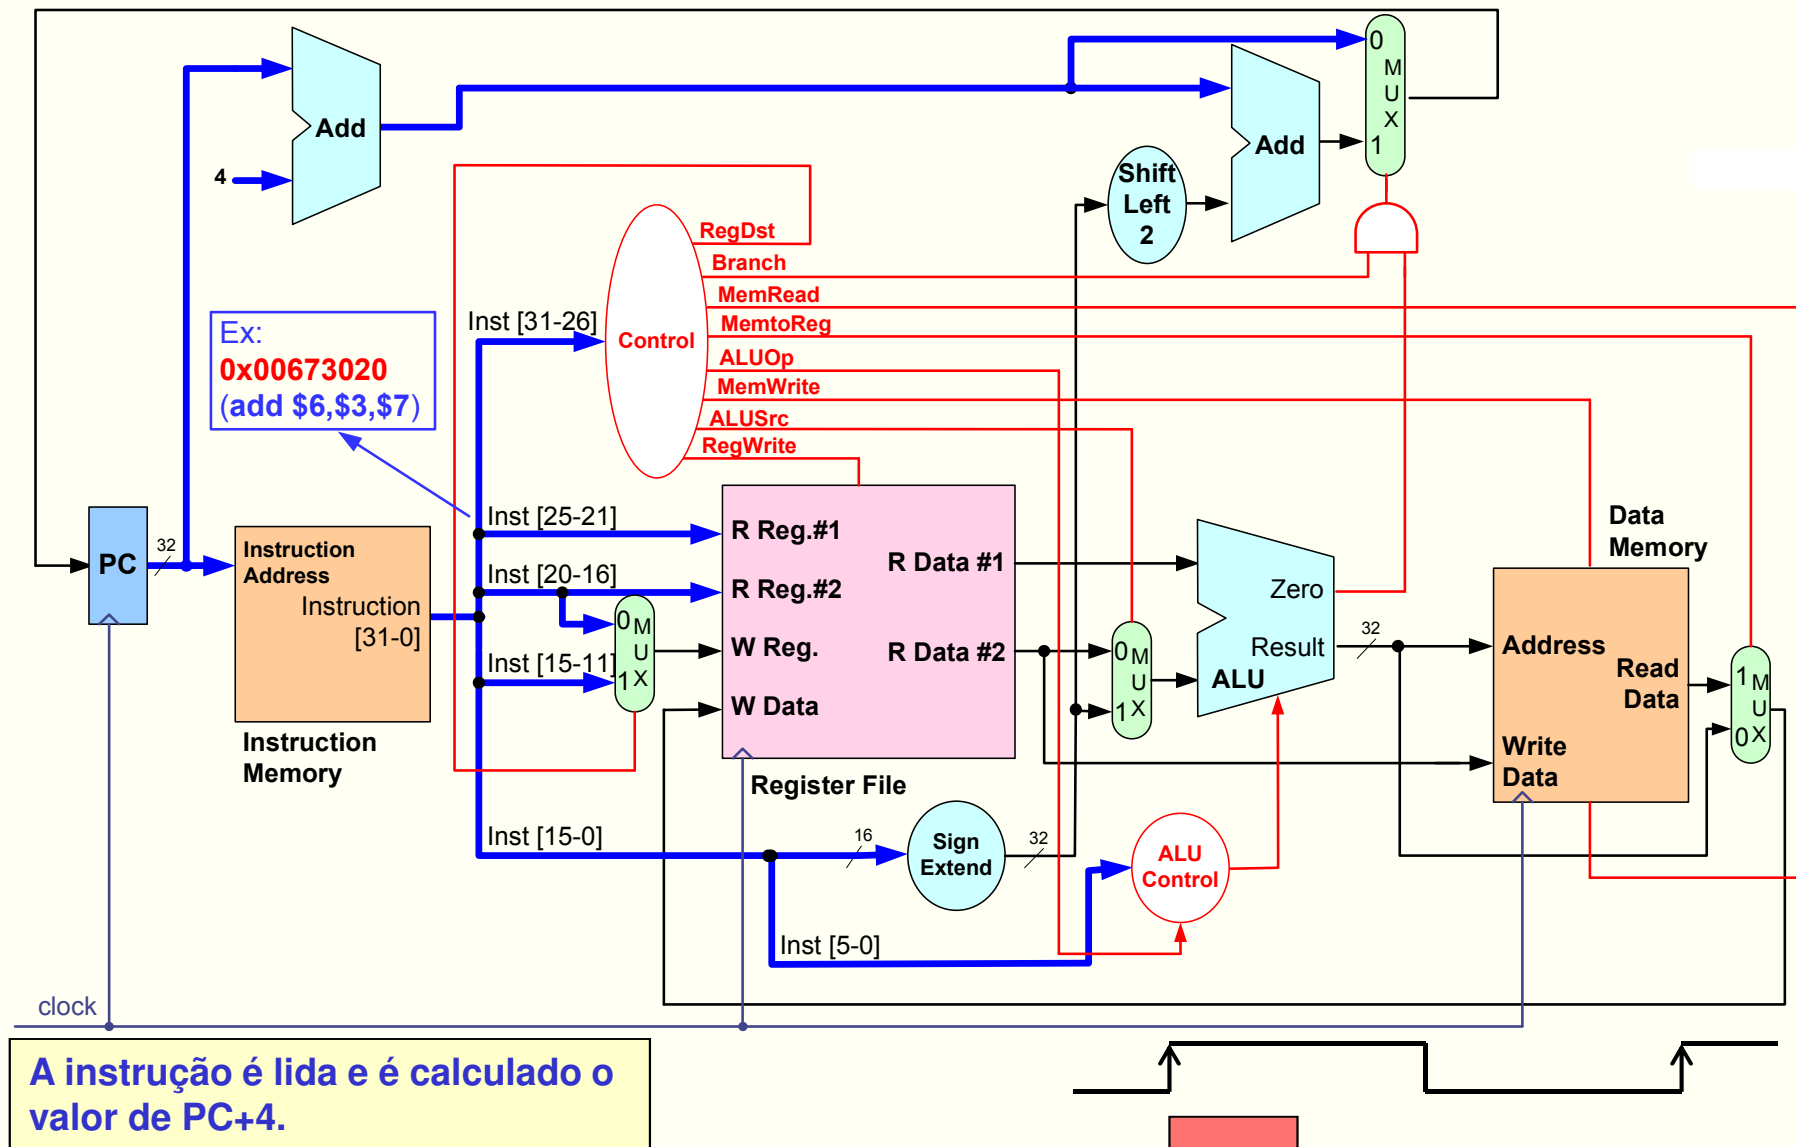 0
M
U
X
1
Add
4
Add
Shift
Left
2
RegDst
Branch
MemRead
MemtoReg
ALUOp
MemWrite
ALUSrc
RegWrite
Control
Inst [31-26]
Ex:
0x00673020
(add $6,$3,$7)
PC
32
Instruction
Address
Instruction
[31-0]
Instruction
Memory
Inst [25-21]
Inst [20-16]
Inst [15-11]
0
M
U
X
1
R Reg.#1
R Reg.#2
W Reg.
W Data
R Data #1
R Data #2
Register File
0
M
U
X
1
Zero
Result
ALU
32
Data
Memory
Address
Read
Data
Write
Data
1
M
U
X
0
Inst [15-0]
16
Sign
Extend
32
ALU
Control
Inst [5-0]
clock
A instrução é lida e é calculado o
valor de PC+4.